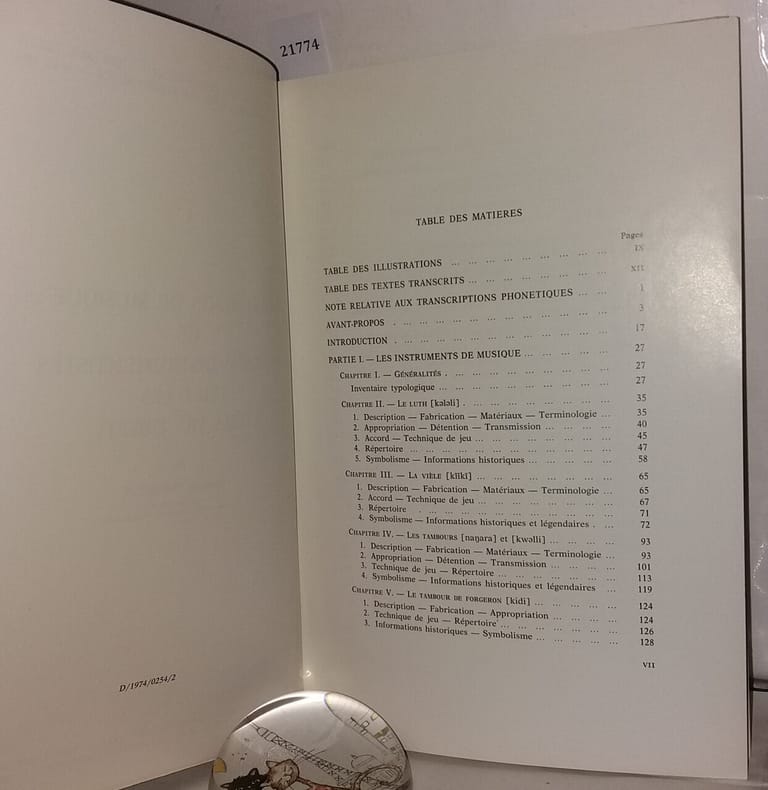 21774
TABLE DES MATIERES
Pages
TABLE DES ILLUSTRATIONS ... ... ... ... ... ... ... ... ... IX
TABLE DES TEXTES TRANSCRITS ... ... ... ... ... ... ... ... XII
NOTE RELATIVE AUX TRANSCRIPTIONS PHONETIQUES ... ... 1
AVANT-PROPOS . ... ... ... ... ... ... ... ... ... ... ... 3
INTRODUCTION . ... ... ... ... ... ... ... ... ... ... ... 17
PARTIE I. — LES INSTRUMENTS DE MUSIQUE ... ... ... ... ... 27
CHAPITRE I. — GÉNÉRALITÉS . ... ... ... ... ... ... ... ... 27
Inventaire typologique ... ... ... ... ... ... ... ... ... 27
CHAPITRE II. — LE LUTH [kələli] . ... ... ... ... ... ... ... 35
1. Description — Fabrication — Matériaux — Terminologie ... 35
2. Appropriation — Détention — Transmission ... ... ... ... 40
3. Accord — Technique de jeu ... ... ... ... ... ... ... 45
4. Répertoire ... ... ... ... ... ... ... ... ... ... ... 47
5. Symbolisme — Informations historiques ... ... ... ... ... 58
CHAPITRE III. — LA VIÈLE [kiiki] ... ... ... ... ... ... ... 65
1. Description — Fabrication — Matériaux — Terminologie ... 65
2. Accord — Technique de jeu ... ... ... ... ... ... ... 67
3. Répertoire . ... ... ... ... ... ... ... ... ... ... 71
4. Symbolisme — Informations historiques et légendaires . ... 72
CHAPITRE IV. — LES TAMBOURS [naŋara] et [kwəlli] ... ... ... ... 93
1. Description — Fabrication — Matériaux — Terminologie ... 93
2. Appropriation — Détention — Transmission ... ... ... ... 101
3. Technique de jeu — Répertoire ... ... ... ... ... ... 113
4. Symbolisme — Informations historiques et légendaires ... 119
CHAPITRE V. — LE TAMBOUR DE FORGERON [kidi] ... ... ... ... ... 124
1. Description — Fabrication — Appropriation ... ... ... ... 124
2. Technique de jeu — Répertoire ... ... ... ... ... ... ... 126
3. Informations historiques — Symbolisme ... ... ... ... ... 128
VII
D/1974/0254/2